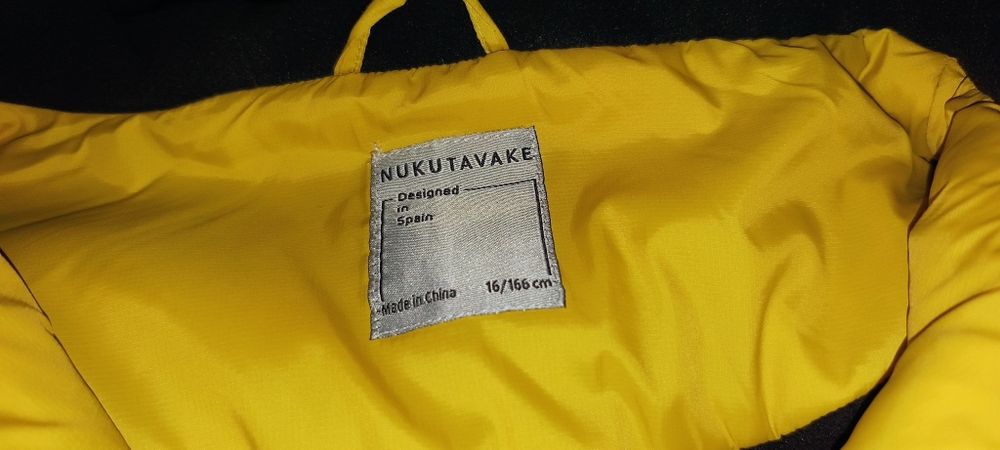 NUKUTAVAKE
Designed
in
Spain
Made in China 16/166 cm